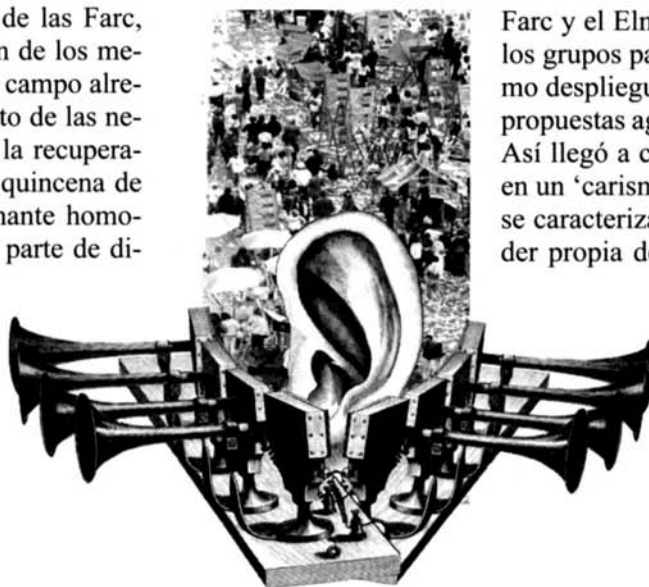 de las Farc,
n de los me-
campo alre-
to de las ne-
la recupera-
quincena de
nante homo-
parte de di-
Farc y el Eln
los grupos pa
mo despliegu
propuestas ag
Así llegó a c
en un ‘carism
se caracteriza
der propia de